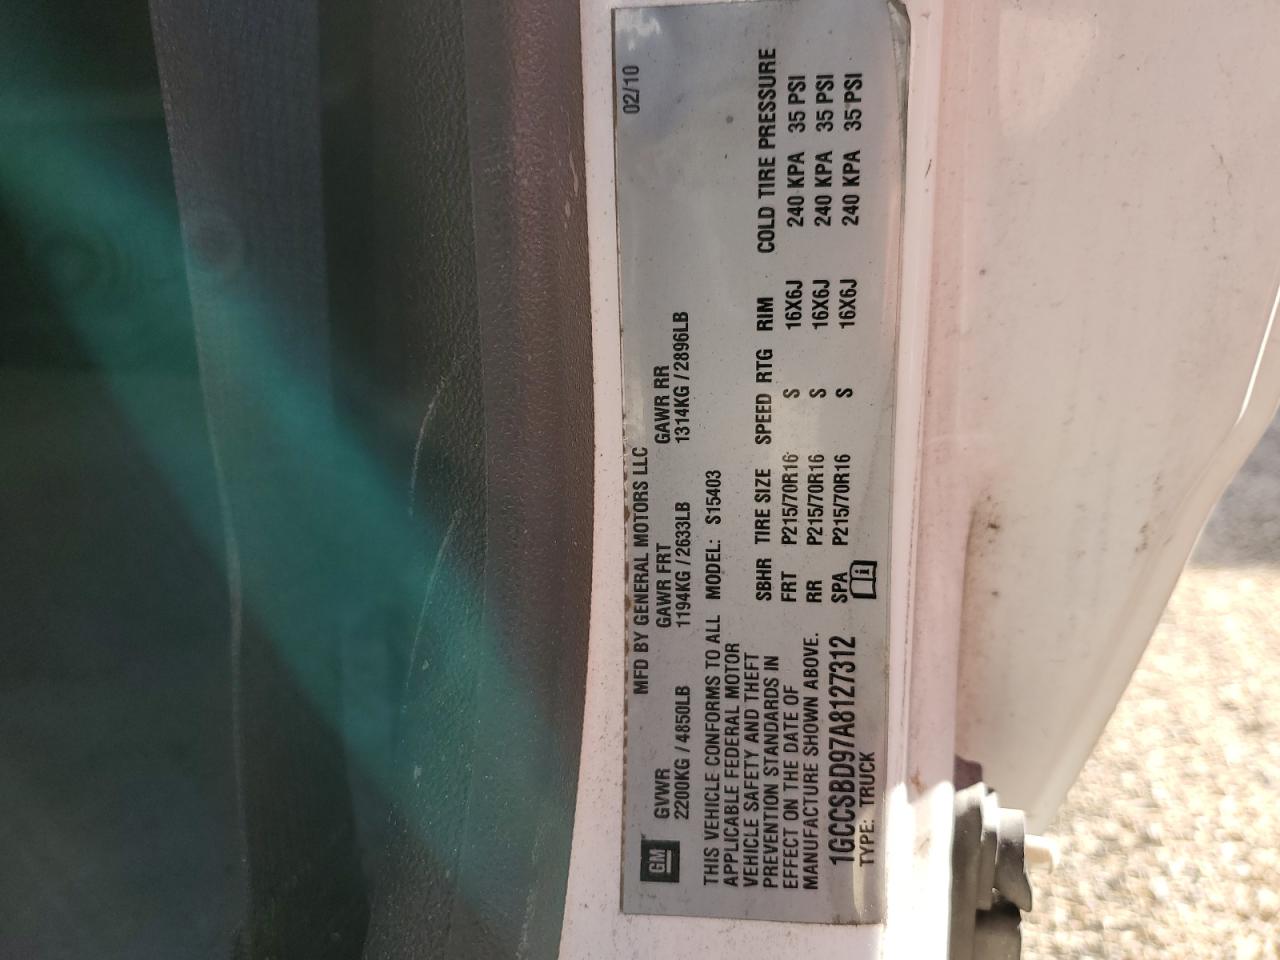 02/10
MFD BY GENERAL MOTORS LLC
GM
GVWR GAWR FRT GAWR RR
2200KG / 4850LB 1194KG / 2633LB 1314KG / 2896LB
THIS VEHICLE CONFORMS TO ALL
APPLICABLE FEDERAL MOTOR
VEHICLE SAFETY AND THEFT
PREVENTION STANDARDS IN
EFFECT ON THE DATE OF
MANUFACTURE SHOWN ABOVE.
1GCCSBD97A8127312
TYPE: TRUCK
MODEL: S15403
SBHR TIRE SIZE SPEED RTG RIM COLD TIRE PRESSURE
FRT P215/70R16 S 16X6J 240 KPA 35 PSI
RR P215/70R16 S 16X6J 240 KPA 35 PSI
SPA P215/70R16 S 16X6J 240 KPA 35 PSI